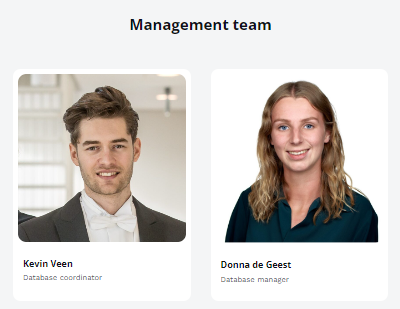 Management team
Kevin Veen
Database coordinator
Donna de Geest
Database manager